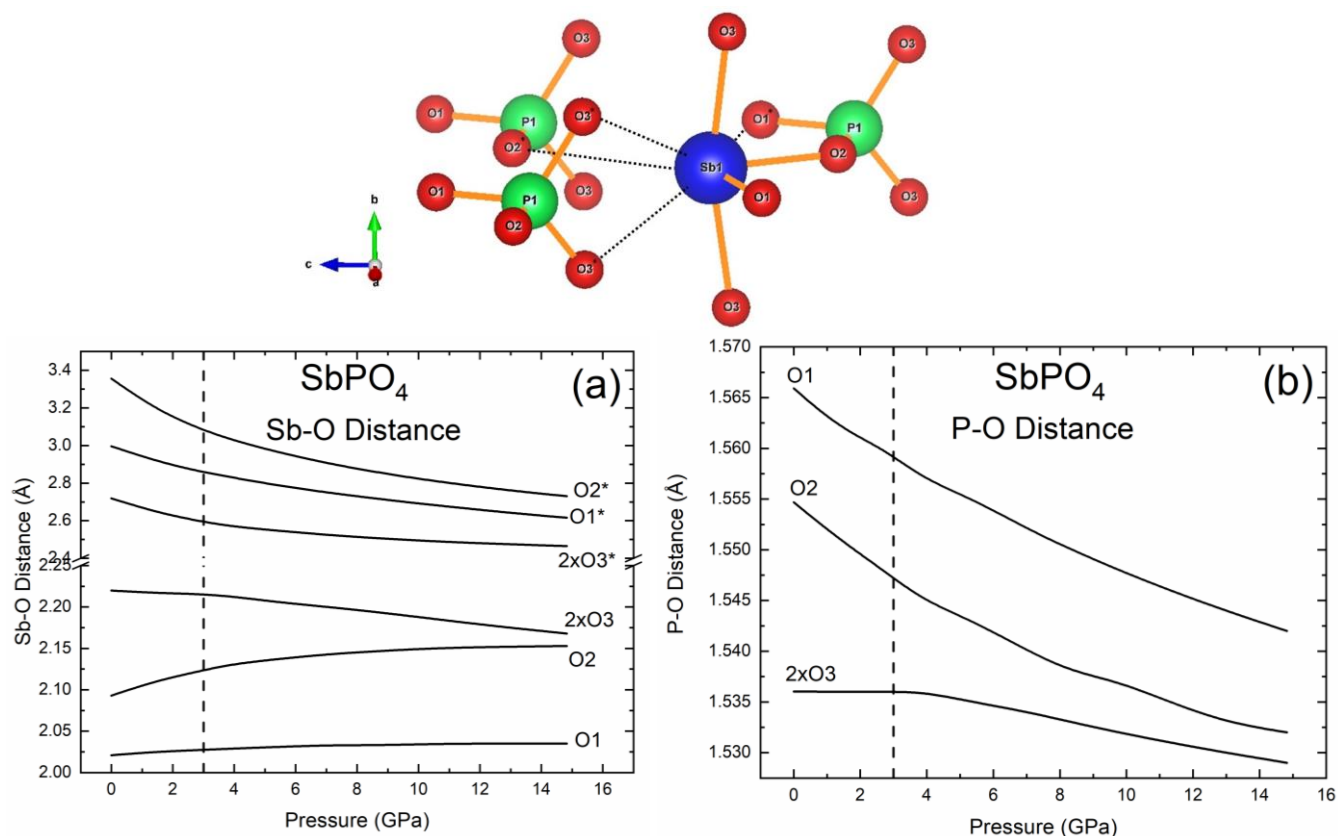 O3
O3
O3
O1
P1
O3*
O1*
P1
O2*
Sb1
O2
O1
P1
O3
O1
O3
O2
b
O3*
c
a
O3
3.4
SbPO4
(a)
3.2
Sb-O Distance
3.0
2.8
O2*
O1*
2.6
2.4
2xO3*
2.25
2.20
2xO3
2.15
O2
2.10
2.05
O1
2.00
0 2 4 6 8 10 12 14 16
Pressure (GPa)
Sb-O Distance (Å)
1.570
O1
SbPO4
(b)
1.565
P-O Distance
1.560
O2
1.555
1.550
1.545
1.540
2xO3
1.535
1.530
0 2 4 6 8 10 12 14 16
Pressure (GPa)
P-O Distance (Å)